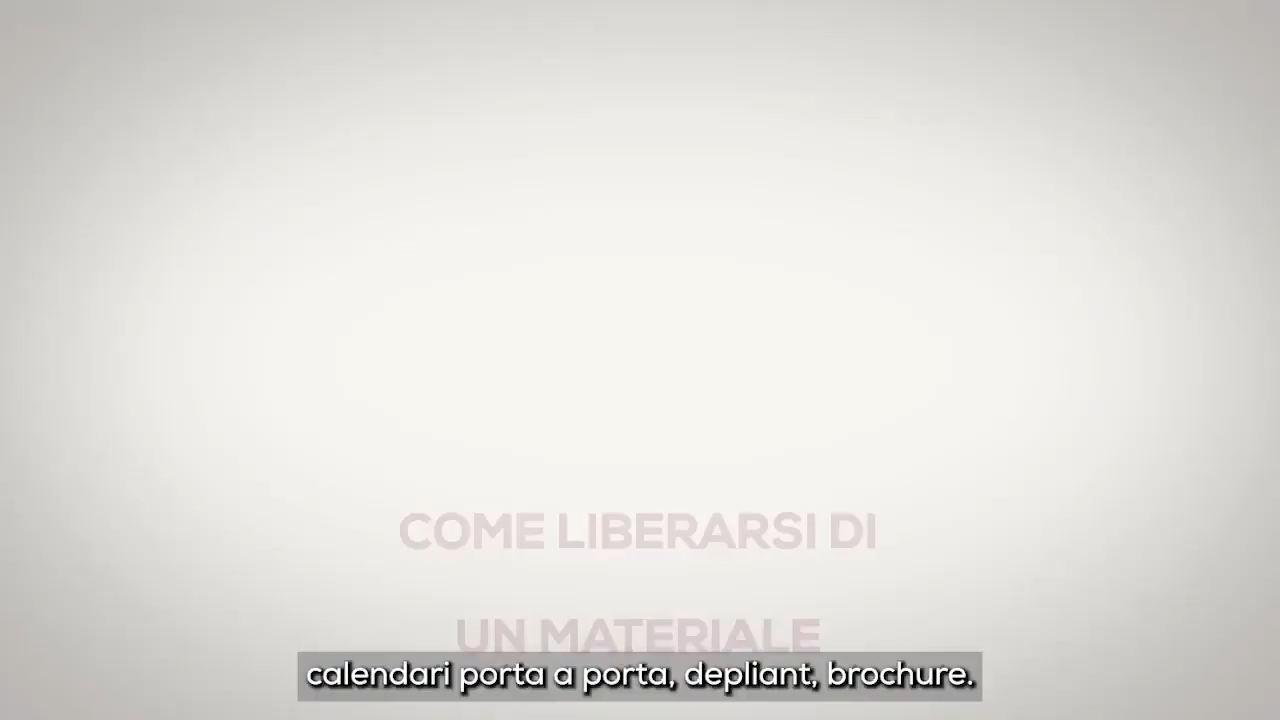 COME LIBERARSI DI
UN MATERIALE
calendari porta a porta, depliant, brochure.